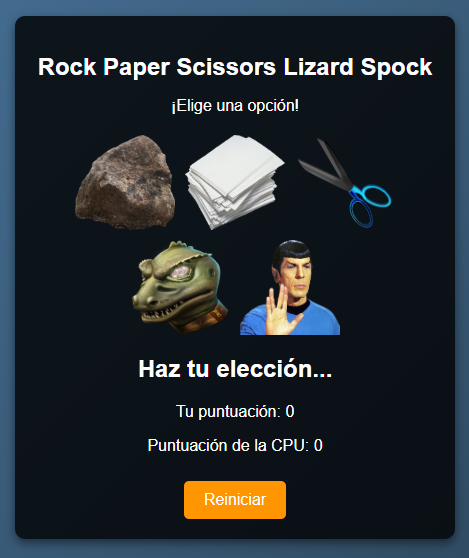 Rock Paper Scissors Lizard Spock
¡Elige una opción!
Haz tu elección...
Tu puntuación: 0
Puntuación de la CPU: 0
Reiniciar